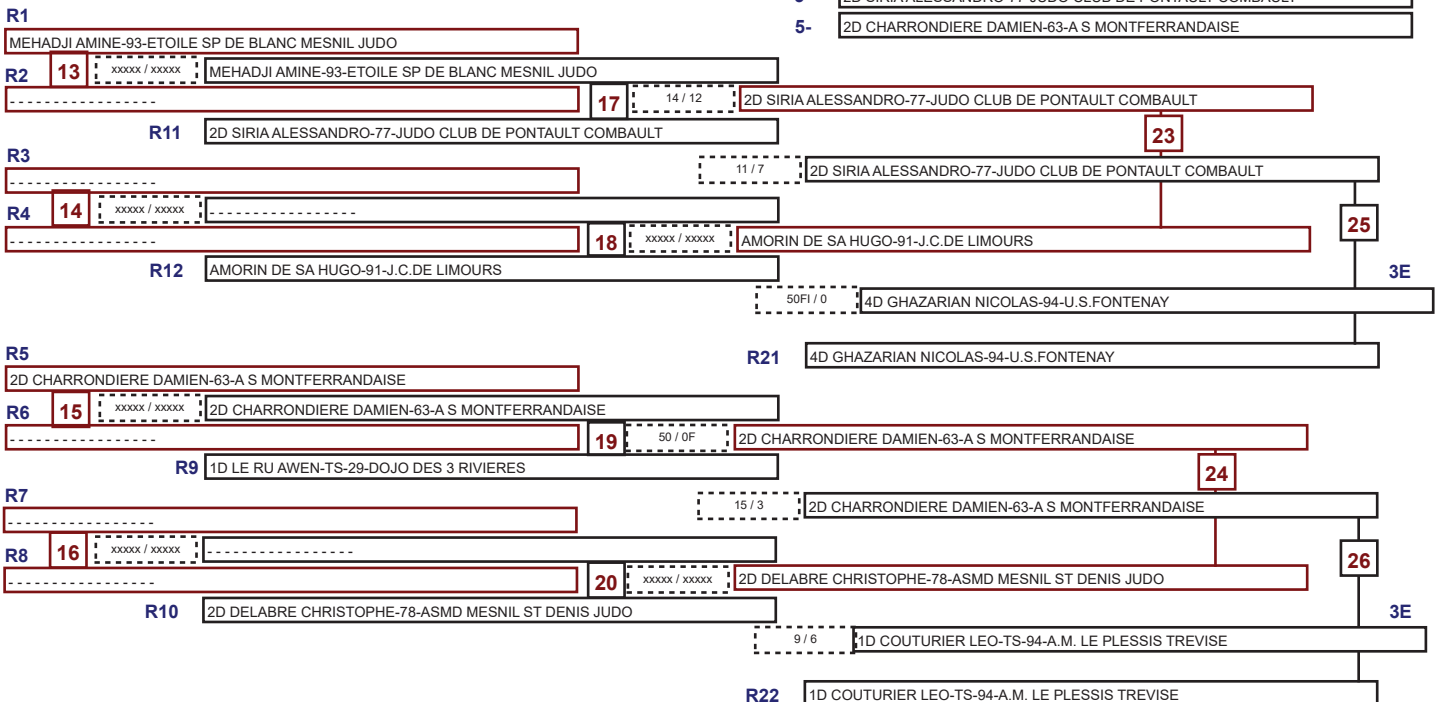 2D SIRIA ALESSANDRO-77-JUDO CLUB DE PONTAULT COMBAULT
R1
5- 2D CHARRONDIERE DAMIEN-63-A S MONTFERRANDAISE
MEHADJI AMINE-93-ETOILE SP DE BLANC MESNIL JUDO
R2 13 xxxxx / xxxxx MEHADJI AMINE-93-ETOILE SP DE BLANC MESNIL JUDO
- - - - - - - - - - - - - - - - - 17 14 / 12 2D SIRIA ALESSANDRO-77-JUDO CLUB DE PONTAULT COMBAULT
R11 2D SIRIA ALESSANDRO-77-JUDO CLUB DE PONTAULT COMBAULT 23
R3
11 / 7 2D SIRIA ALESSANDRO-77-JUDO CLUB DE PONTAULT COMBAULT
- - - - - - - - - - - - - - - - -
R4 14 xxxxx / xxxxx - - - - - - - - - - - - - - - - - 25
- - - - - - - - - - - - - - - - - 18 xxxxx / xxxxx AMORIN DE SA HUGO-91-J.C.DE LIMOURS
R12 AMORIN DE SA HUGO-91-J.C.DE LIMOURS 3E
50FI / 0 4D GHAZARIAN NICOLAS-94-U.S.FONTENAY
R5 R21 4D GHAZARIAN NICOLAS-94-U.S.FONTENAY
2D CHARRONDIERE DAMIEN-63-A S MONTFERRANDAISE
R6 15 xxxxx / xxxxx 2D CHARRONDIERE DAMIEN-63-A S MONTFERRANDAISE
- - - - - - - - - - - - - - - - - 19 50 / 0F 2D CHARRONDIERE DAMIEN-63-A S MONTFERRANDAISE
R9 1D LE RU AWEN-TS-29-DOJO DES 3 RIVIERES 24
R7
15 / 3 2D CHARRONDIERE DAMIEN-63-A S MONTFERRANDAISE
- - - - - - - - - - - - - - - - -
R8 16 xxxxx / xxxxx - - - - - - - - - - - - - - - - - 26
- - - - - - - - - - - - - - - - - 20 xxxxx / xxxxx 2D DELABRE CHRISTOPHE-78-ASMD MESNIL ST DENIS JUDO
R10 2D DELABRE CHRISTOPHE-78-ASMD MESNIL ST DENIS JUDO 3E
9 / 6 1D COUTURIER LEO-TS-94-A.M. LE PLESSIS TREVISE
R22 1D COUTURIER LEO-TS-94-A.M. LE PLESSIS TREVISE